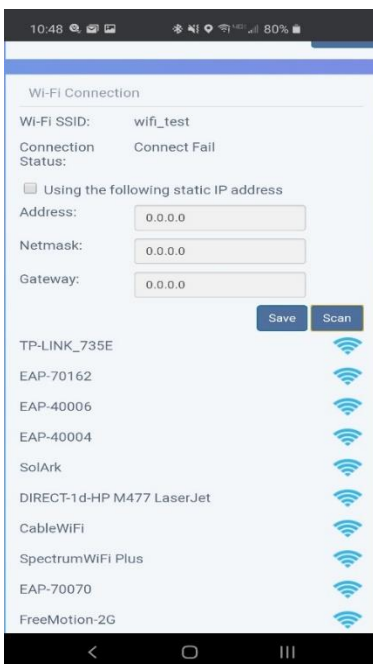 10:48 80%
Wi-Fi Connection
Wi-Fi SSID: wifi_test
Connection Status: Connect Fail
Using the following static IP address
Address: 0.0.0.0
Netmask: 0.0.0.0
Gateway: 0.0.0.0
Save Scan
TP-LINK_735E
EAP-70162
EAP-40006
EAP-40004
SolArk
DIRECT-1d-HP M477 LaserJet
CableWiFi
SpectrumWiFi Plus
EAP-70070
FreeMotion-2G